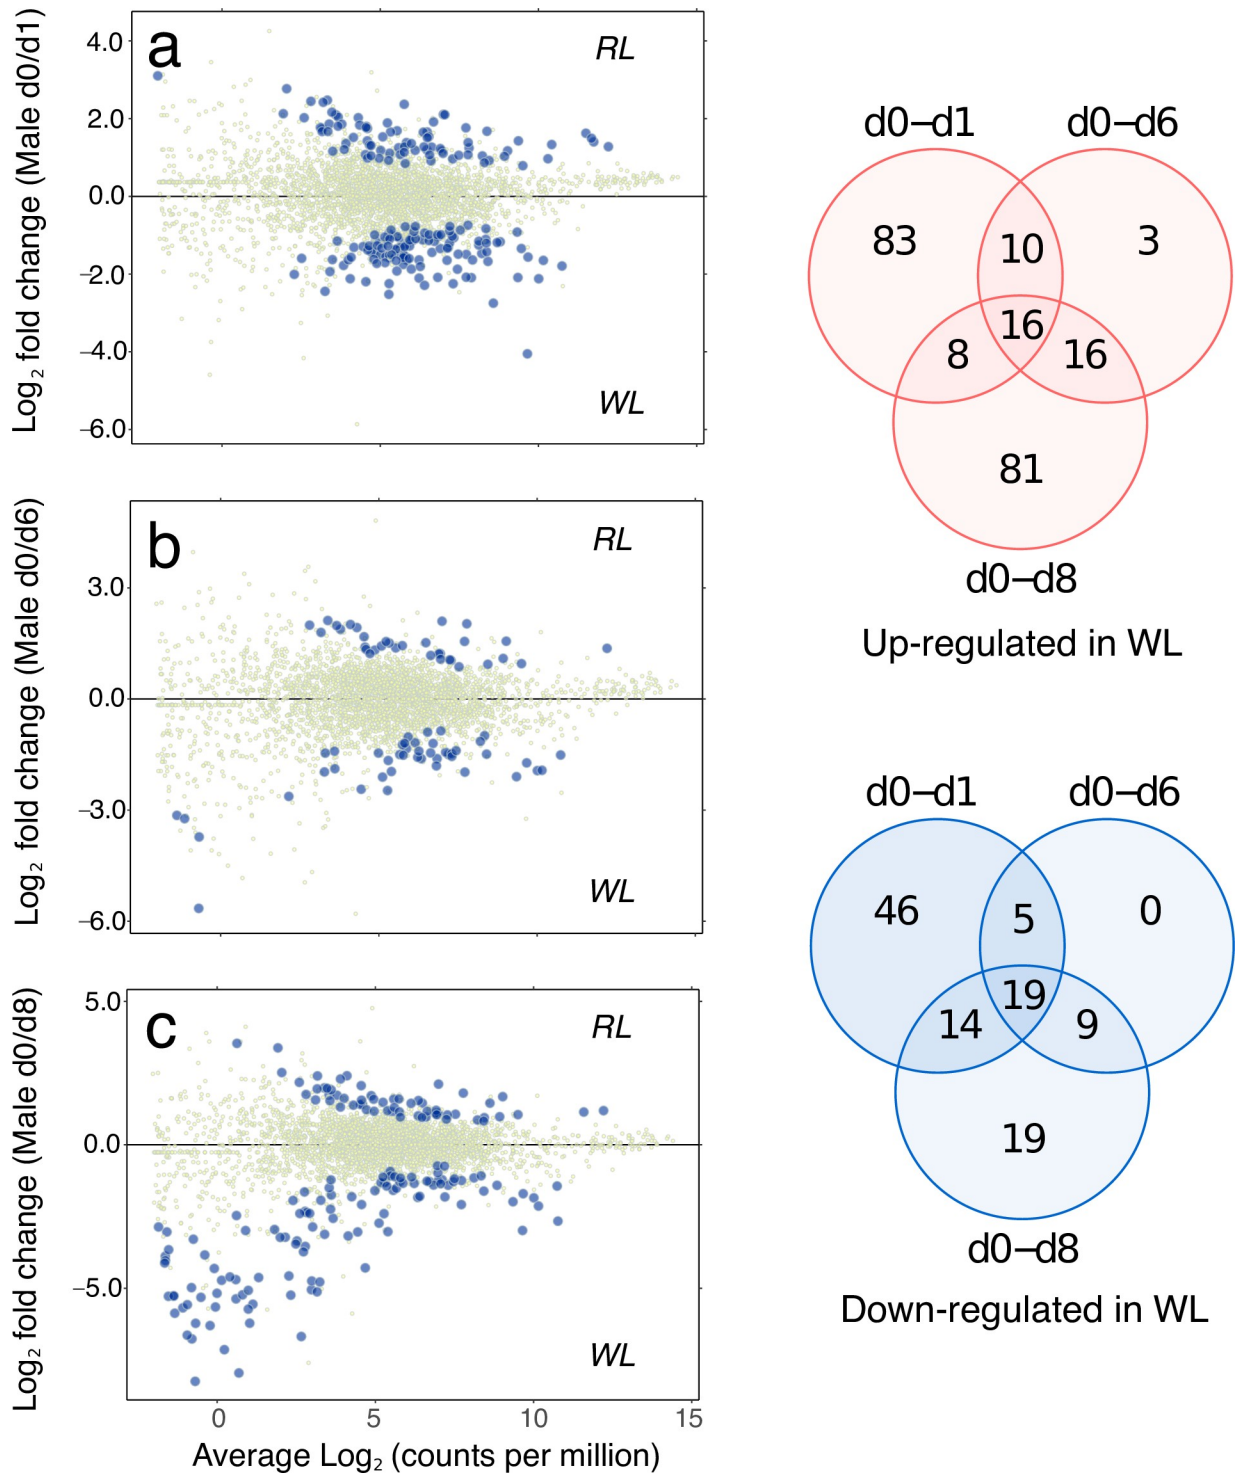 Log₂ fold change (Male d0/d1)
a
RL
4.0
2.0
0.0
−2.0
−4.0
−6.0
WL
Log₂ fold change (Male d0/d6)
b
RL
3.0
0.0
−3.0
−6.0
WL
Log₂ fold change (Male d0/d8)
c
RL
5.0
0.0
−5.0
WL
0 5 10 15
Average Log₂ (counts per million)
d0−d1 d0−d6
83 10 3
16
8 16
81
d0−d8
Up-regulated in WL
d0−d1 d0−d6
46 5 0
19
14 9
19
d0−d8
Down-regulated in WL